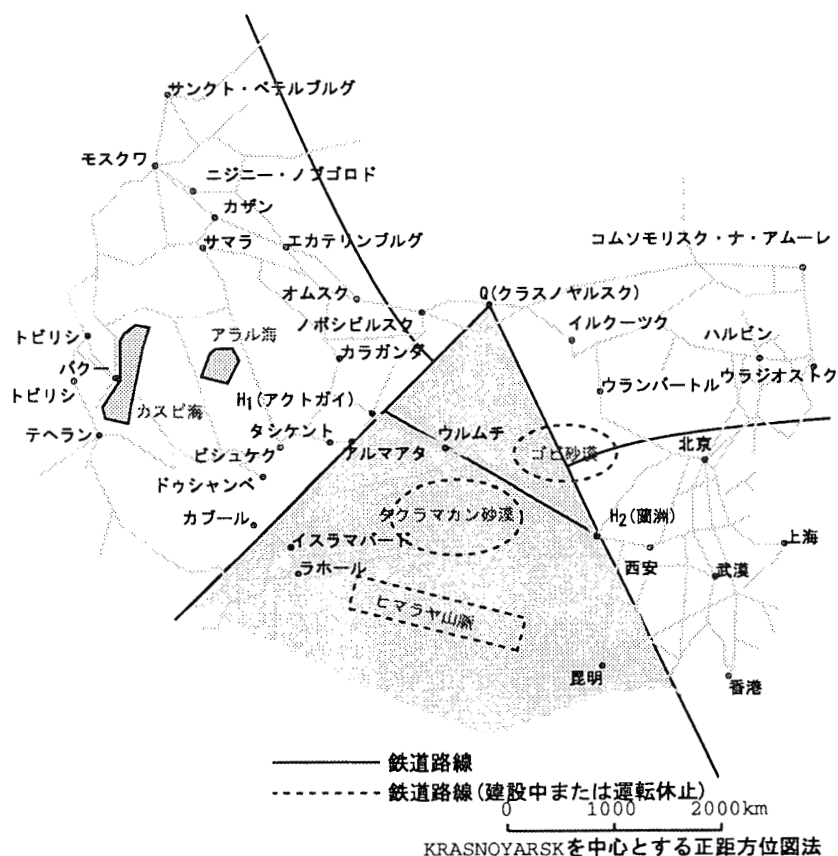 サンクト・ペテルブルグ
モスクワ
ニジニー・ノブゴロド
カザン
サマラ
エカテリンブルグ
コムソモリスク・ナ・アムーレ
オムスク
Q(クラスノヤルスク)
ノボシビルスク
イルクーツク
ハルビン
トビリシ
アラル海
カラガンダ
バクー
ウランバートル
ウラジオストク
トビリシ
カスピ海
H1(アクトガイ)
テヘラン
タシケント
ウルムチ
ゴビ砂漠
北京
ビシュケク
アルマアタ
ドゥシャンベ
タクラマカン砂漠
H2(蘭洲)
カブール
上海
イスラマバード
西安
ラホール
武漢
ヒマラヤ山脈
昆明
香港
鉄道路線
鉄道路線(建設中または運転休止)
0 1000 2000km
KRASNOYARSKを中心とする正距方位図法